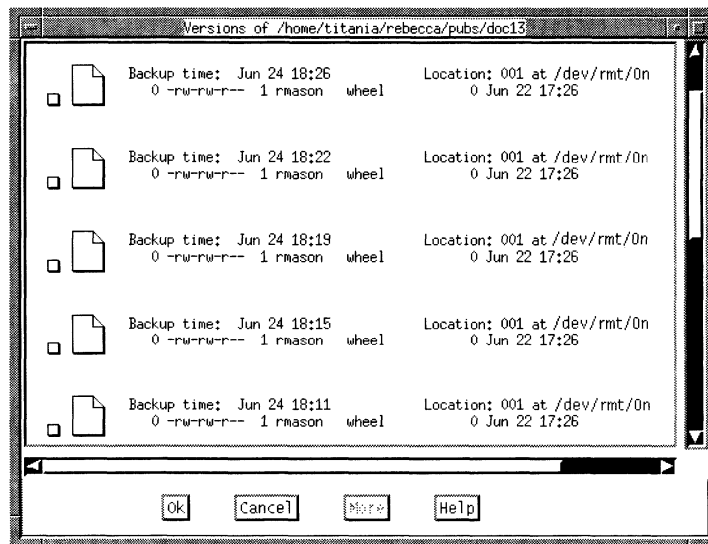 Versions of /home/titania/rebecca/pubs/doc13
Backup time: Jun 24 18:26 Location: 001 at /dev/rmt/0n
0 -rw-rw-r-- 1 rmason wheel 0 Jun 22 17:26
Backup time: Jun 24 18:22 Location: 001 at /dev/rmt/0n
0 -rw-rw-r-- 1 rmason wheel 0 Jun 22 17:26
Backup time: Jun 24 18:19 Location: 001 at /dev/rmt/0n
0 -rw-rw-r-- 1 rmason wheel 0 Jun 22 17:26
Backup time: Jun 24 18:15 Location: 001 at /dev/rmt/0n
0 -rw-rw-r-- 1 rmason wheel 0 Jun 22 17:26
Backup time: Jun 24 18:11 Location: 001 at /dev/rmt/0n
0 -rw-rw-r-- 1 rmason wheel 0 Jun 22 17:26
Ok Cancel More Help